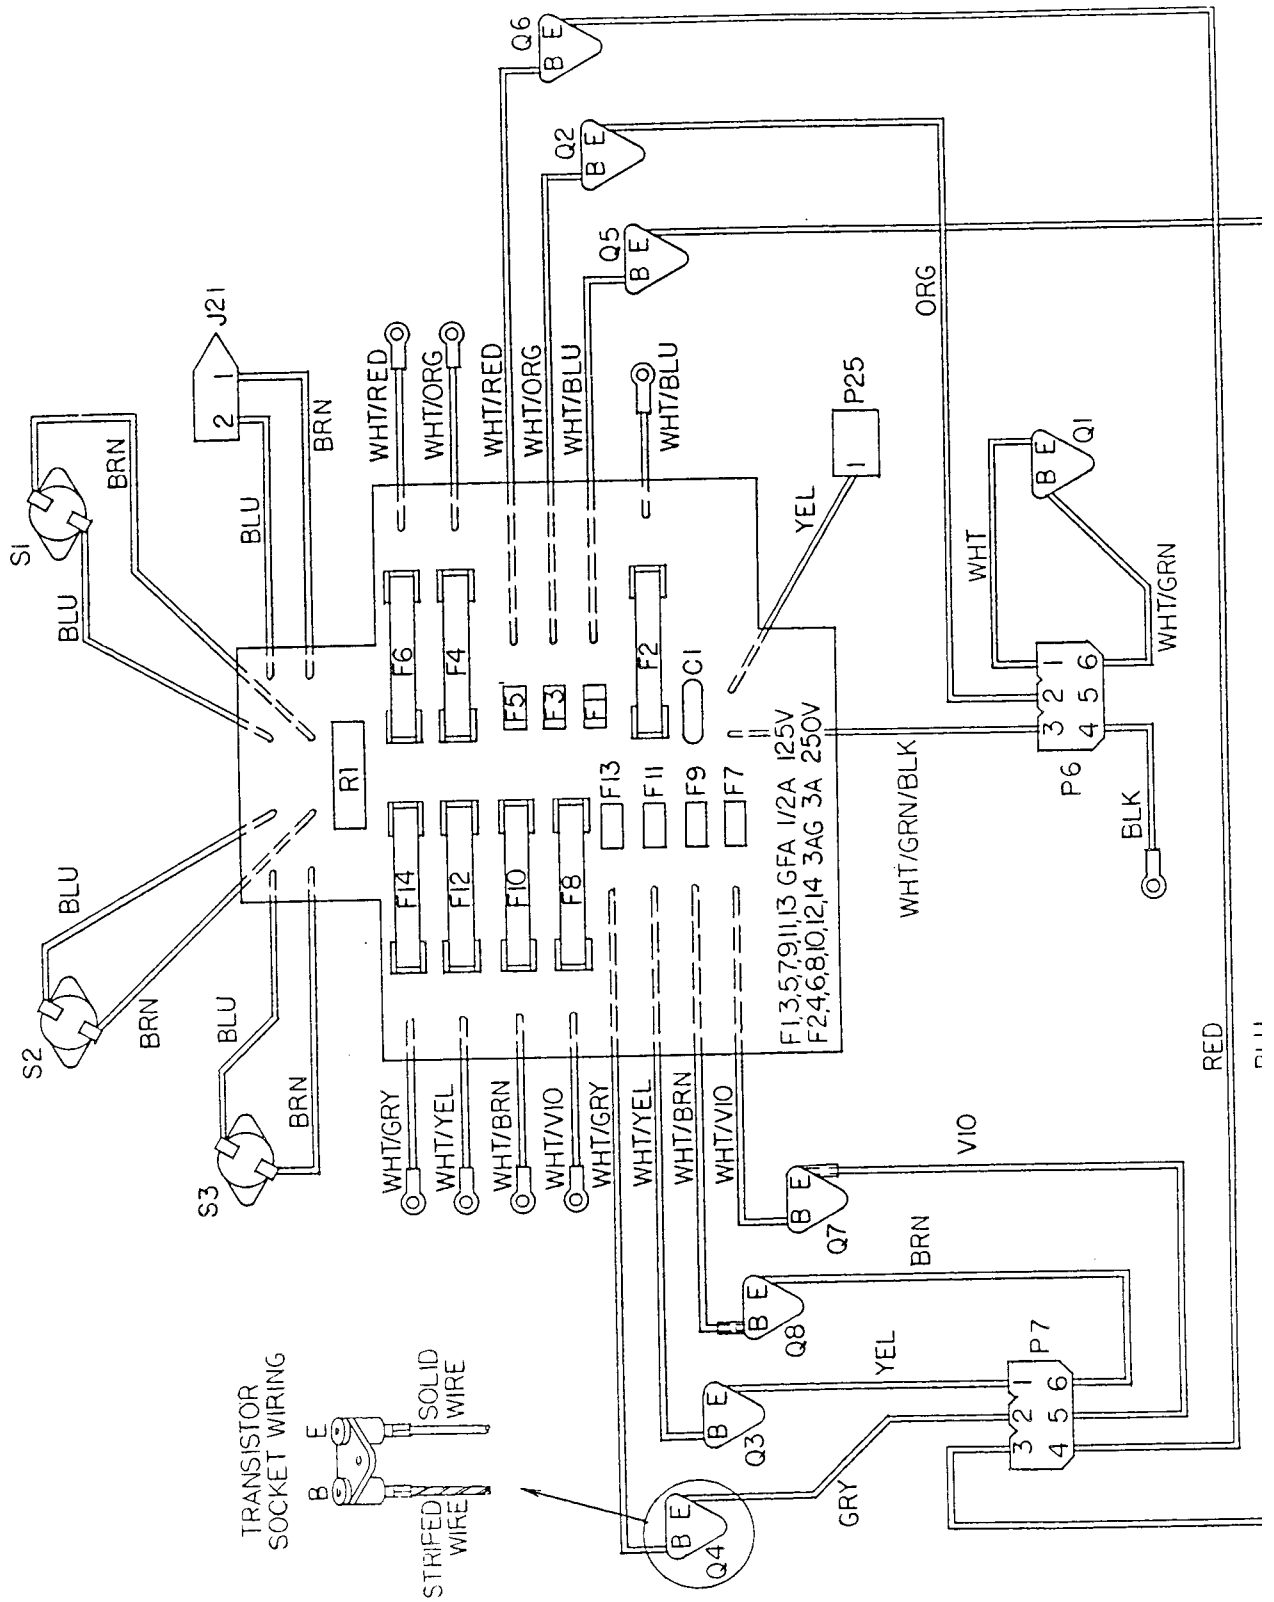 TRANSISTOR
SOCKET WIRING
B E
STRIPED
WIRE
SOLID
WIRE
S3
S2
S1
BLU
BRN
BLU
BRN
BLU
BRN
BLU
BRN
2 1
J21
R1
F14
F12
F10
F8
F6
F4
F5
F3
F1
F2
C1
F13
F11
F9
F7
F1,3,5,7,9,11,13 GFA 1/2A 125V
F2,4,6,8,10,12,14 3AG 3A 250V
WHT/GRY
WHT/YEL
WHT/BRN
WHT/VIO
WHT/GRY
WHT/YEL
WHT/BRN
WHT/VIO
WHT/RED
WHT/ORG
WHT/RED
WHT/ORG
WHT/BLU
WHT/BLU
B E
Q6
B E
Q2
B E
Q5
YEL
1
P25
ORG
B E
Q4
B E
Q3
B E
Q8
B E
Q7
GRY
YEL
BRN
VIO
3 2 1
4 5 6
P7
WHT/GRN/BLK
BLK
3 2 1
4 5 6
P6
WHT
WHT/GRN
B E
Q1
RED
BLU